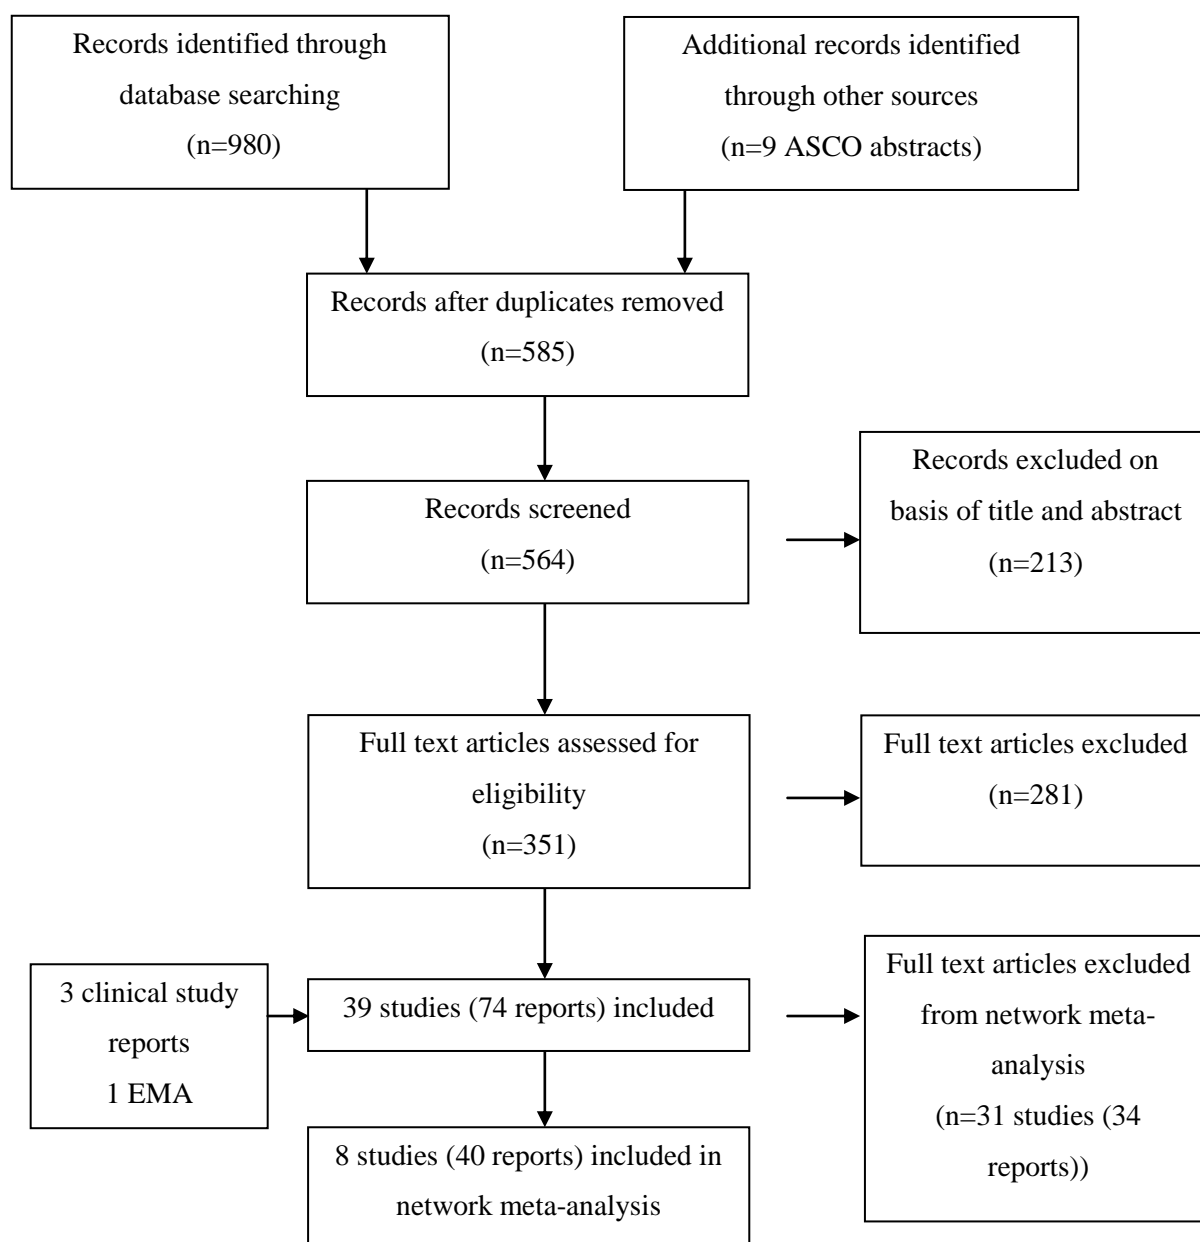 Records identified through
database searching
(n=980)
Additional records identified
through other sources
(n=9 ASCO abstracts)
Records after duplicates removed
(n=585)
Records screened
(n=564)
Records excluded on
basis of title and abstract
(n=213)
Full text articles assessed for
eligibility
(n=351)
Full text articles excluded
(n=281)
3 clinical study
reports
1 EMA
39 studies (74 reports) included
Full text articles excluded
from network meta-
analysis
(n=31 studies (34
reports))
8 studies (40 reports) included in
network meta-analysis